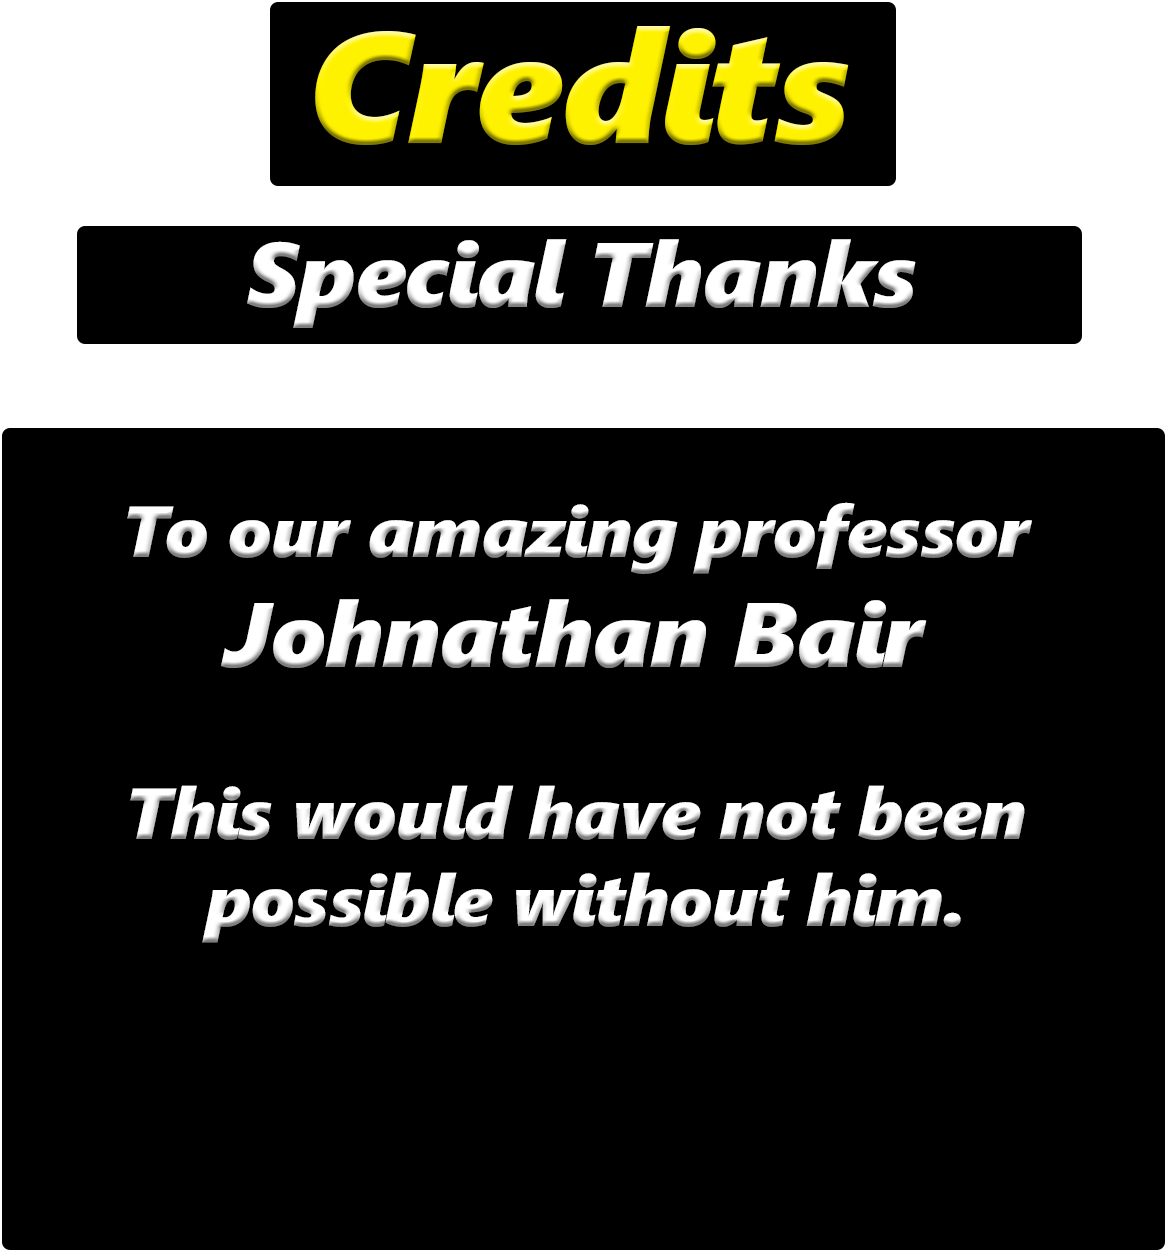 Credits
Special Thanks
To our amazing professor
Johnathan Bair
This would have not been
possible without him.